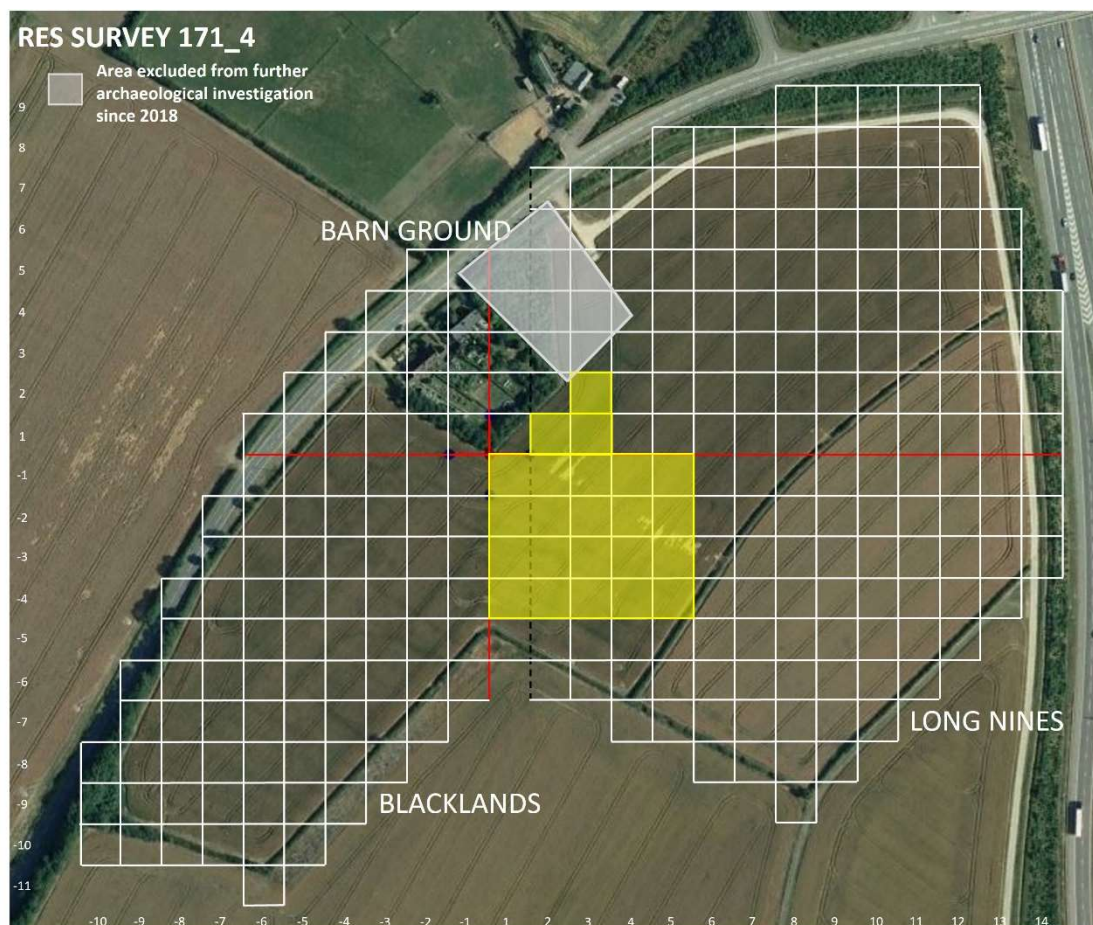 RES SURVEY 171_4
Area excluded from further
archaeological investigation
since 2018
9
8
7
6
5
4
3
2
1
-1
-2
-3
-4
-5
-6
-7
-8
-9
-10
-11
BARN GROUND
LONG NINES
BLACKLANDS
-10 -9 -8 -7 -6 -5 -4 -3 -2 -1 1 2 3 4 5 6 7 8 9 10 11 12 13 14